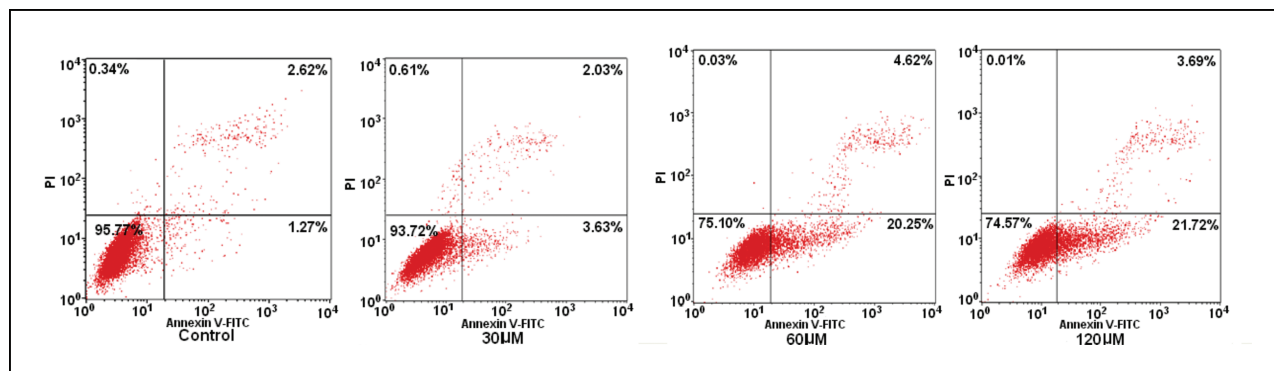 10⁴ 0.34% 2.62%
10³
PI
10²
95.77% 1.27%
10¹
10⁰
10⁰ 10¹ 10² 10³ 10⁴
Annexin V-FITC
Control
10⁴ 0.61% 2.03%
10³
PI
10²
93.72% 3.63%
10¹
10⁰
10⁰ 10¹ 10² 10³ 10⁴
Annexin V-FITC
30µM
10⁴ 0.03% 4.62%
10³
PI
10²
75.10% 20.25%
10¹
10⁰
10⁰ 10¹ 10² 10³ 10⁴
Annexin V-FITC
60µM
10⁴ 0.01% 3.69%
10³
PI
10²
74.57% 21.72%
10¹
10⁰
10⁰ 10¹ 10² 10³ 10⁴
Annexin V-FITC
120µM